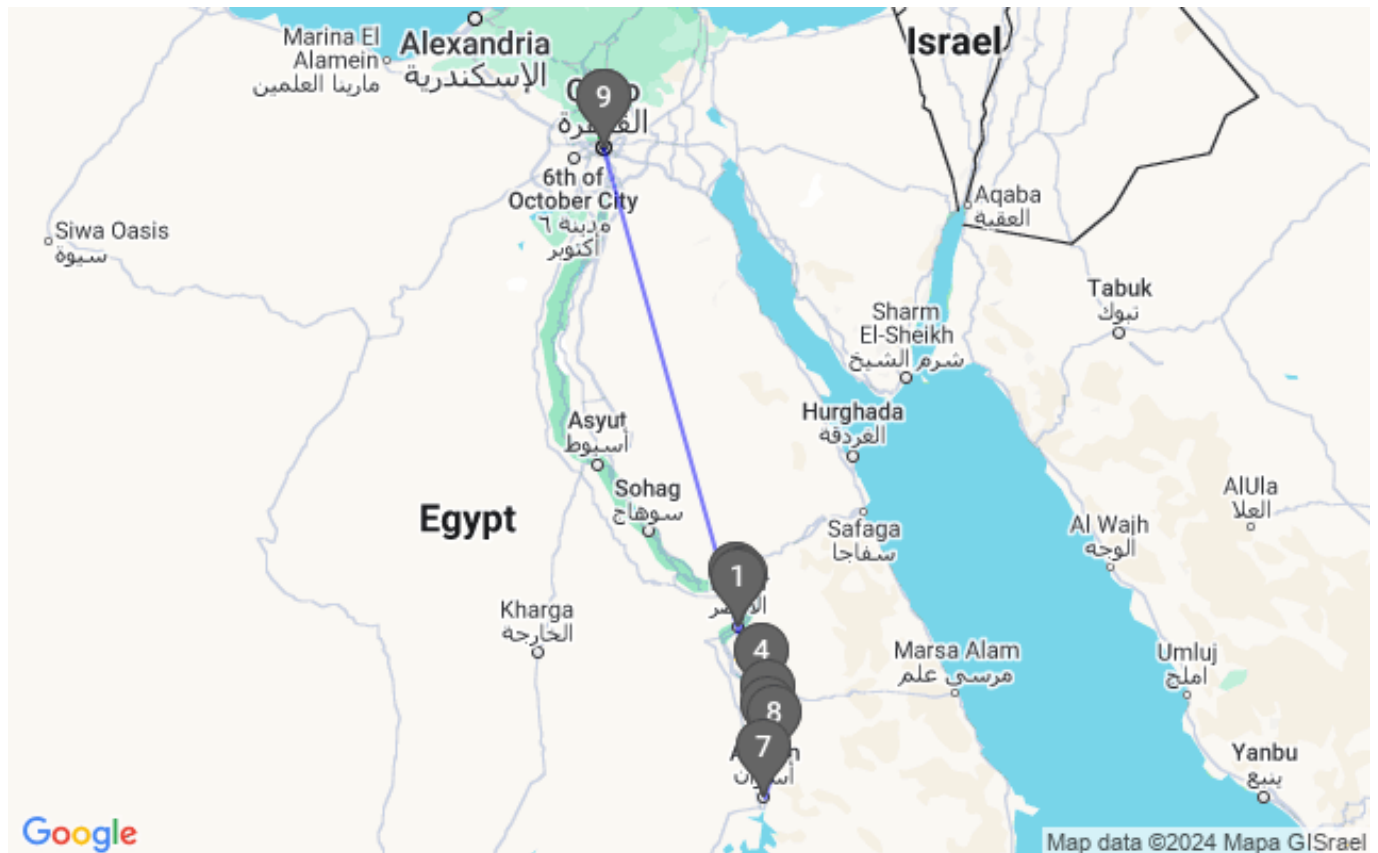 Marina El
Alamein
مارينا العلمين
Alexandria
الإسكندرية
Israel
9
6th of
October City
مدينة ٦
أكتوبر
Siwa Oasis
سيوة
Aqaba
العقبة
Tabuk
تبوك
Sharm
El-Sheikh
شرم الشيخ
Hurghada
الغردقة
Asyut
أسيوط
Sohag
سوهاج
Egypt
Safaga
سفاجا
AlUla
العلا
Al Wajh
الوجه
1
Kharga
الخارجة
4
Marsa Alam
مرسى علم
Umluj
املج
8
7
Yanbu
ينبع
Google
Map data ©2024 Mapa GISrael